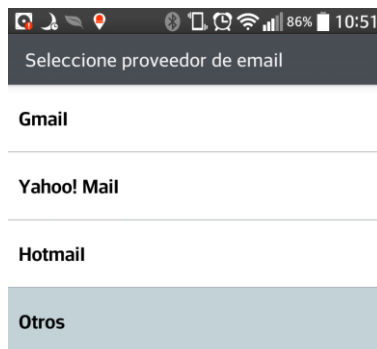 86% 10:51
Seleccione proveedor de email
Gmail
Yahoo! Mail
Hotmail
Otros